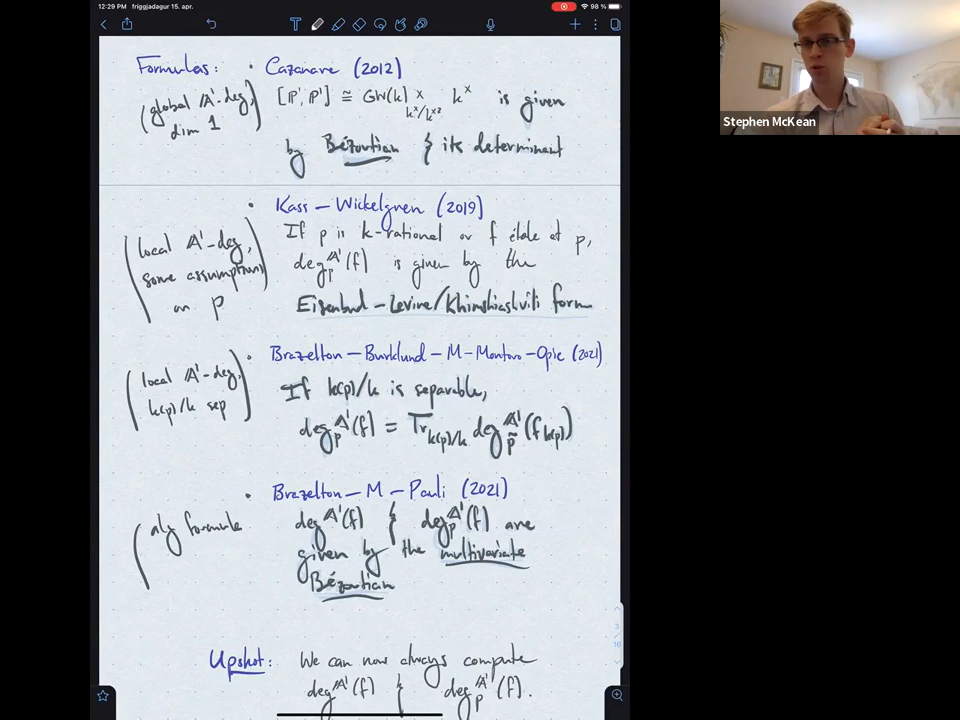 12:29 PM fríggjadagur 15. apr.
98 %
Stephen McKean
Formulas: • Cazanave (2012)
(global A¹-deg, dim 1)
[P¹, P¹] ≅ GW(k) × k^× is given
k^×/k^×2
by Bézoutian & its determinant
• Kass – Wickelgren (2019)
(local A¹-deg, some assumptions on p)
If p is k-rational or f étale at p,
deg_p^A¹(f) is given by the
Eisenbud – Levine/Khimshiashvili form
• Brazelton – Burklund – M – Montoro – Opie (2021)
(local A¹-deg, k(p)/k sep)
If k(p)/k is separable,
deg_p^A¹(f) = Tr_k(p)/k deg_p̃^A¹(f_k(p))
• Brazelton – M – Pauli (2021)
(alg formula
deg^A¹(f) & deg_p^A¹(f) are
given by the multivariate
Bézoutian
Upshot: We can now always compute
deg^A¹(f) & deg_p^A¹(f).